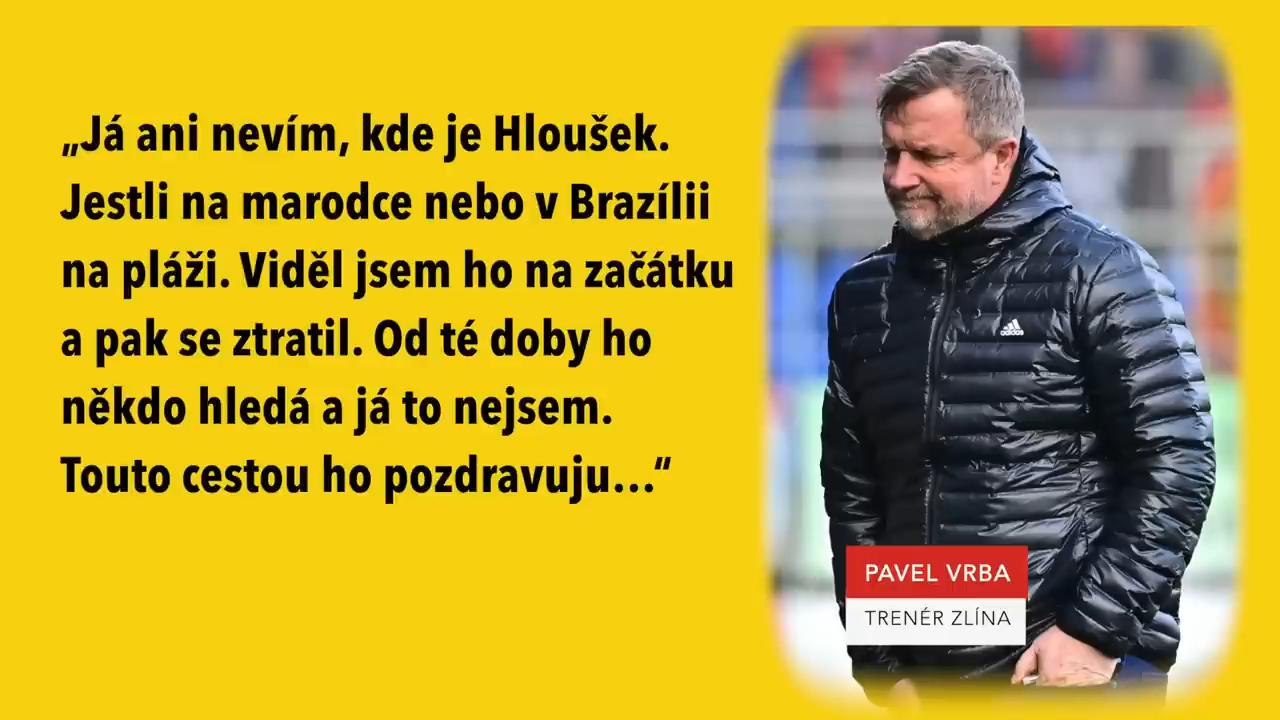 „Já ani nevím, kde je Hloušek.
Jestli na marodce nebo v Brazílii
na pláži. Viděl jsem ho na začátku
a pak se ztratil. Od té doby ho
někdo hledá a já to nejsem.
Touto cestou ho pozdravuju…“
adidas
PAVEL VRBA
TRENÉR ZLÍNA